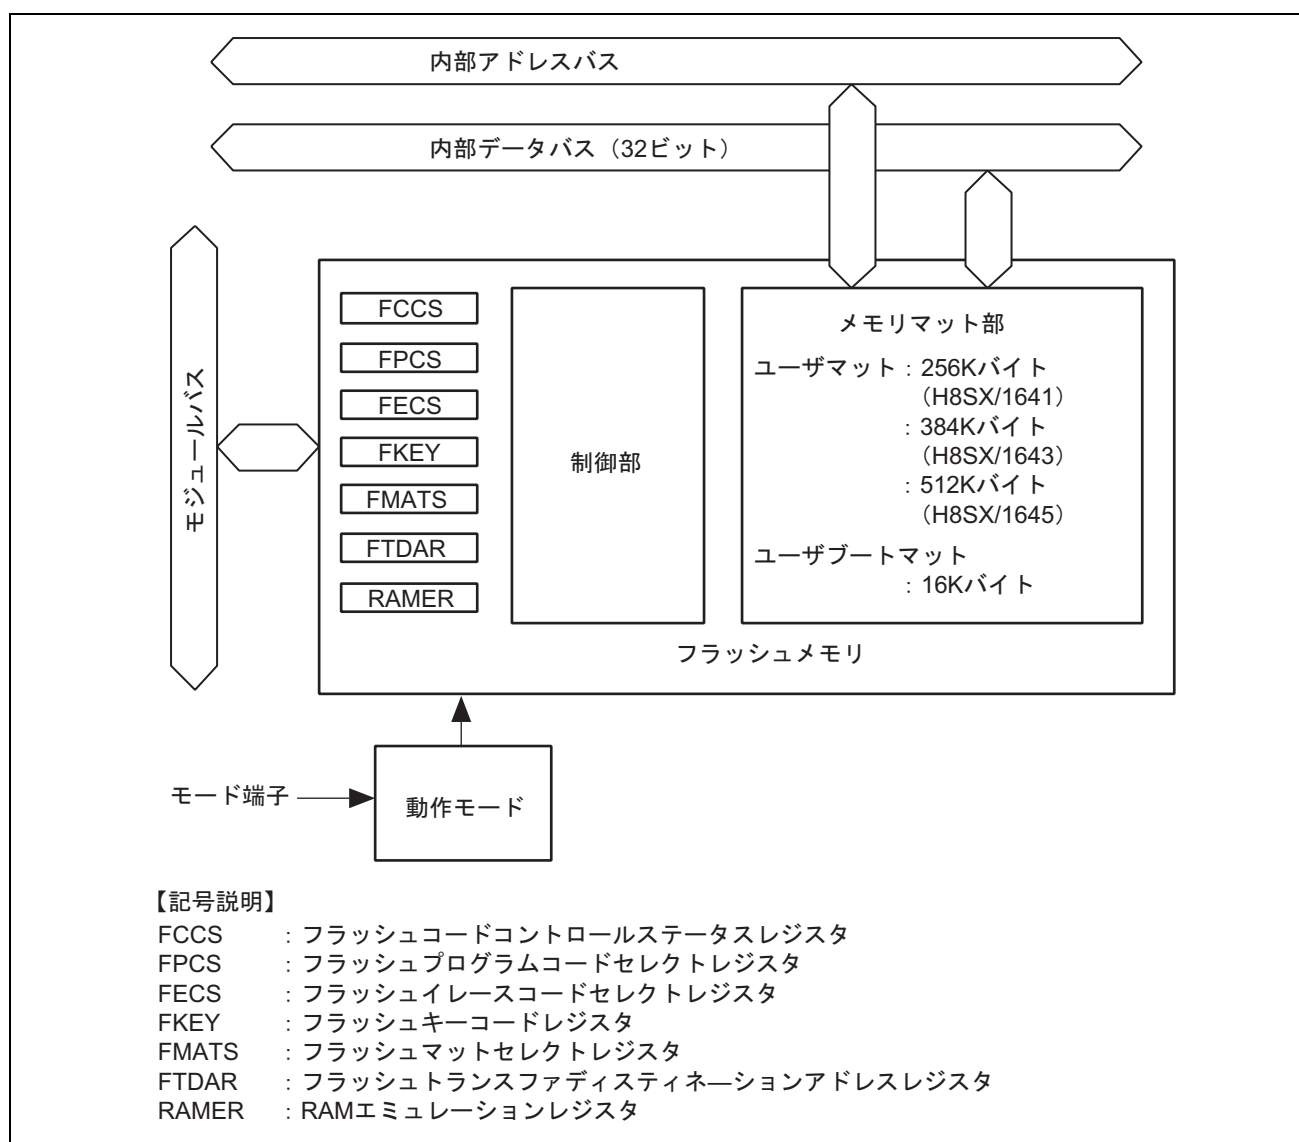 内部アドレスバス
内部データバス（32ビット）
モジュールバス
FCCS
FPCS
FECS
FKEY
FMATS
FTDAR
RAMER
制御部
メモリマット部
ユーザマット：256Kバイト
（H8SX/1641）
：384Kバイト
（H8SX/1643）
：512Kバイト
（H8SX/1645）
ユーザブートマット
：16Kバイト
フラッシュメモリ
モード端子
動作モード
【記号説明】
FCCS ：フラッシュコードコントロールステータスレジスタ
FPCS ：フラッシュプログラムコードセレクトレジスタ
FECS ：フラッシュイレースコードセレクトレジスタ
FKEY ：フラッシュキーコードレジスタ
FMATS ：フラッシュマットセレクトレジスタ
FTDAR ：フラッシュトランスファディスティネ―ションアドレスレジスタ
RAMER ：RAMエミュレーションレジスタ